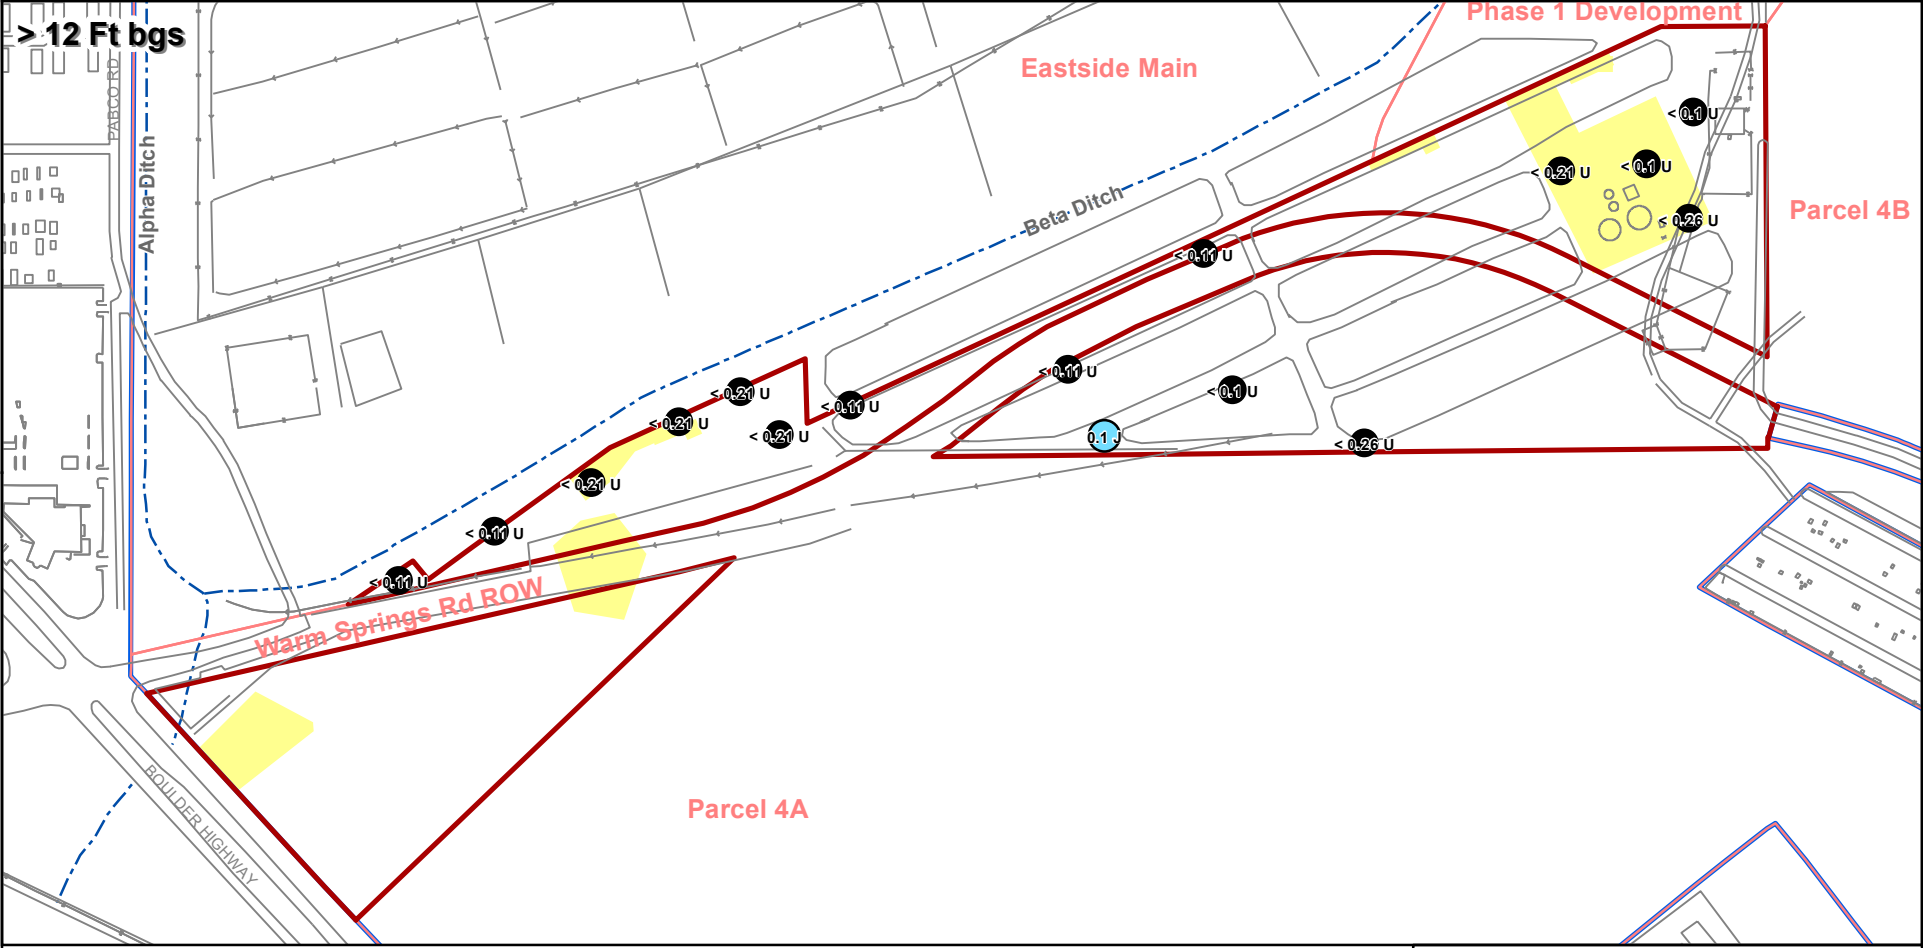 > 12 Ft bgs
Phase 1 Development
Eastside Main
PABCO RD
Alpha Ditch
Beta Ditch
Parcel 4B
< 0.1 U
< 0.21 U
< 0.1 U
< 0.26 U
< 0.11 U
< 0.11 U
< 0.1 U
< 0.21 U
< 0.11 U
< 0.21 U
< 0.21 U
0.1 J
< 0.26 U
< 0.21 U
< 0.11 U
< 0.11 U
Warm Springs Rd ROW
Parcel 4A
BOULDER HIGHWAY